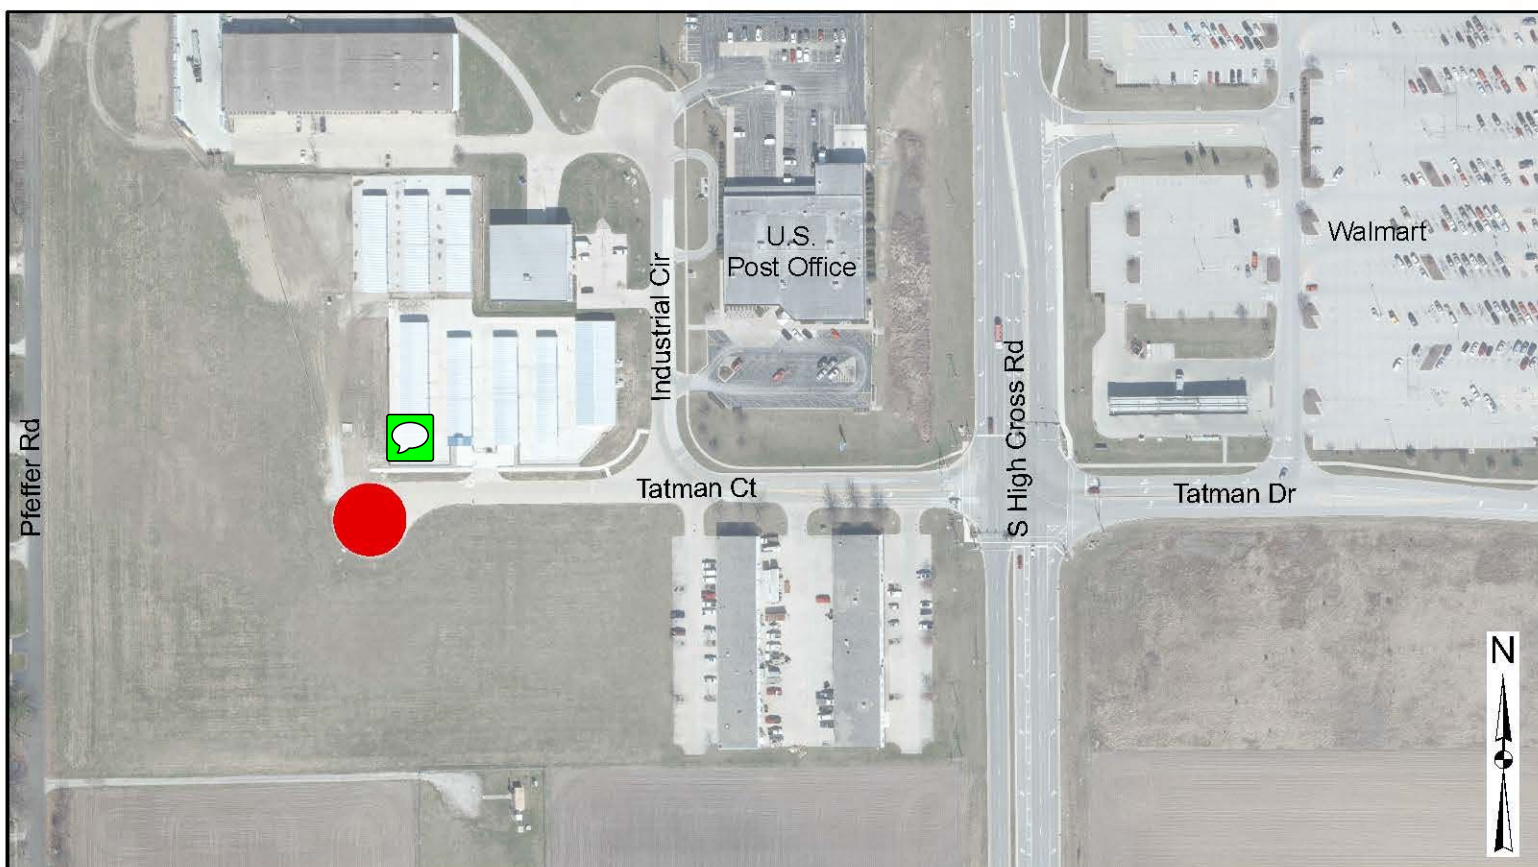 U.S.
Post Office
Walmart
Industrial Cir
S High Cross Rd
Pfeffer Rd
Tatman Ct
Tatman Dr
N